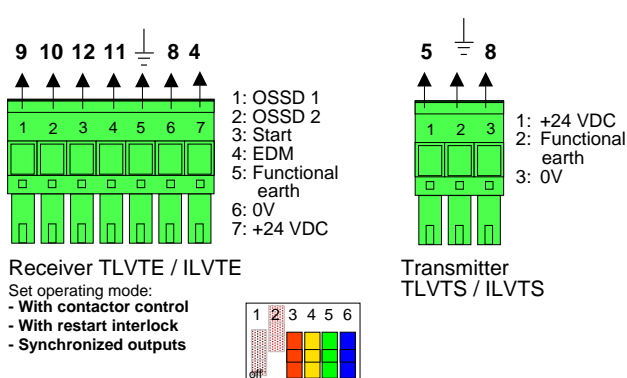 9 10 12 11 8 4
1 2 3 4 5 6 7
1: OSSD 1
2: OSSD 2
3: Start
4: EDM
5: Functional
earth
6: 0V
7: +24 VDC
Receiver TLVTE / ILVTE
Set operating mode:
- With contactor control
- With restart interlock
- Synchronized outputs
1 2 3 4 5 6
off
5 8
1 2 3
1: +24 VDC
2: Functional
earth
3: 0V
Transmitter
TLVTS / ILVTS